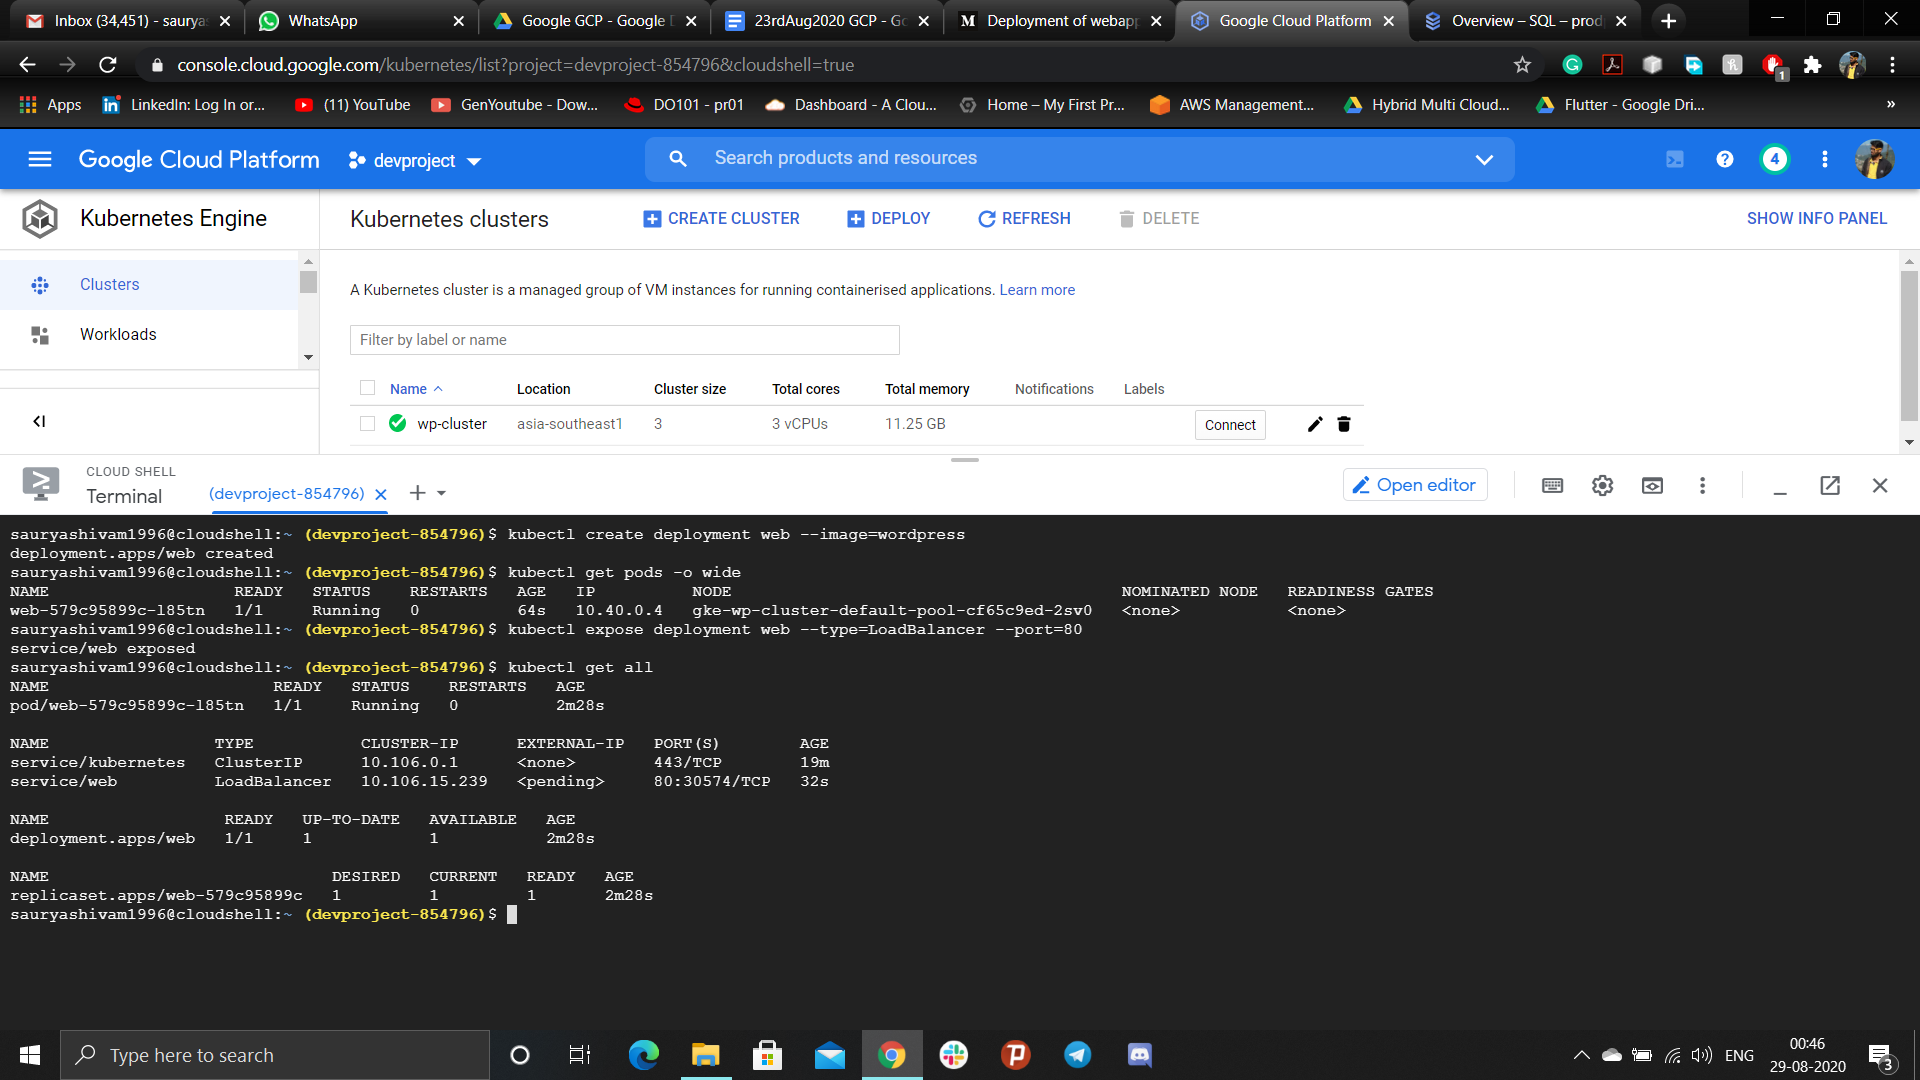 Inbox (34,451) - saurya
WhatsApp
Google GCP - Google D
23rdAug2020 GCP - Go
M Deployment of webapp
Google Cloud Platform
Overview – SQL – prod
console.cloud.google.com/kubernetes/list?project=devproject-854796&cloudshell=true
1
Apps
LinkedIn: Log In or...
(11) YouTube
GenYoutube - Dow...
DO101 - pr01
Dashboard - A Clou...
Home – My First Pr...
AWS Management...
Hybrid Multi Cloud...
Flutter - Google Dri...
»
Google Cloud Platform
devproject
Search products and resources
4
Kubernetes Engine
Kubernetes clusters
CREATE CLUSTER
DEPLOY
REFRESH
DELETE
SHOW INFO PANEL
Clusters
Workloads
A Kubernetes cluster is a managed group of VM instances for running containerised applications. Learn more
Filter by label or name
Name Location Cluster size Total cores Total memory Notifications Labels
wp-cluster asia-southeast1 3 3 vCPUs 11.25 GB Connect
CLOUD SHELL
Terminal
(devproject-854796)
Open editor
sauryashivam1996@cloudshell:~ (devproject-854796)$ kubectl create deployment web --image=wordpress
deployment.apps/web created
sauryashivam1996@cloudshell:~ (devproject-854796)$ kubectl get pods -o wide
NAME READY STATUS RESTARTS AGE IP NODE NOMINATED NODE READINESS GATES
web-579c95899c-l85tn 1/1 Running 0 64s 10.40.0.4 gke-wp-cluster-default-pool-cf65c9ed-2sv0 <none> <none>
sauryashivam1996@cloudshell:~ (devproject-854796)$ kubectl expose deployment web --type=LoadBalancer --port=80
service/web exposed
sauryashivam1996@cloudshell:~ (devproject-854796)$ kubectl get all
NAME READY STATUS RESTARTS AGE
pod/web-579c95899c-l85tn 1/1 Running 0 2m28s
NAME TYPE CLUSTER-IP EXTERNAL-IP PORT(S) AGE
service/kubernetes ClusterIP 10.106.0.1 <none> 443/TCP 19m
service/web LoadBalancer 10.106.15.239 <pending> 80:30574/TCP 32s
NAME READY UP-TO-DATE AVAILABLE AGE
deployment.apps/web 1/1 1 1 2m28s
NAME DESIRED CURRENT READY AGE
replicaset.apps/web-579c95899c 1 1 1 2m28s
sauryashivam1996@cloudshell:~ (devproject-854796)$
Type here to search
ENG
00:46
29-08-2020
3